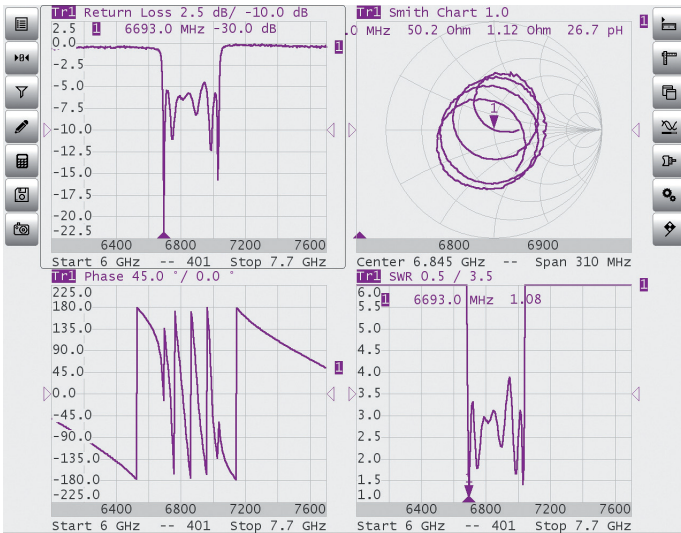 Tr1 Return Loss 2.5 dB/ -10.0 dB
2.5
1 6693.0 MHz -30.0 dB
0.0
1
-2.5
-5.0
-7.5
-10.0
-12.5
-15.0
-17.5
-20.0
-22.5
6400 6800 7200 7600
Start 6 GHz -- 401 Stop 7.7 GHz
Tr1 Smith Chart 1.0
1
.0 MHz 50.2 Ohm 1.12 Ohm 26.7 pH
1
6800 6900
Center 6.845 GHz -- Span 310 MHz
Tr1 Phase 45.0 °/ 0.0 °
225.0
180.0
135.0
90.0
45.0
1
0.0
-45.0
-90.0
-135.0
-180.0
-225.0
6400 6800 7200 7600
Start 6 GHz -- 401 Stop 7.7 GHz
Tr1 SWR 0.5 / 3.5
1
6.0
1 6693.0 MHz 1.08
5.5
5.0
4.5
4.0
3.5
3.0
2.5
2.0
1.5
1
1.0
6400 6800 7200 7600
Start 6 GHz -- 401 Stop 7.7 GHz